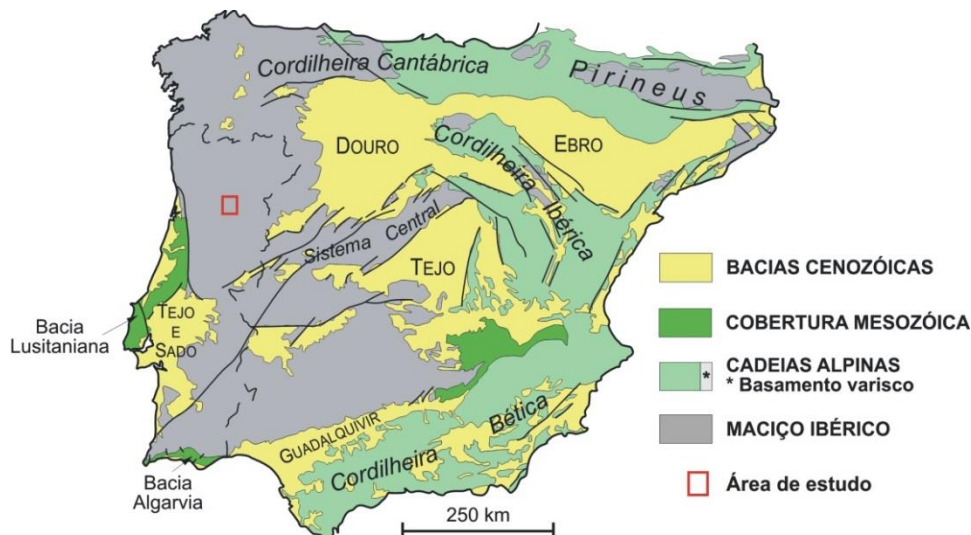 Cordilheira Cantábrica
Pirineus
DOURO
EBRO
Cordilheira
Ibérica
Sistema Central
TEJO
TEJO
E
SADO
Bacia
Lusitaniana
GUADALQUIVIR
Cordilheira
Bética
Bacia
Algarvia
250 km
BACIAS CENOZÓICAS
COBERTURA MESOZÓICA
*
CADEIAS ALPINAS
* Basamento varisco
MACIÇO IBÉRICO
Área de estudo